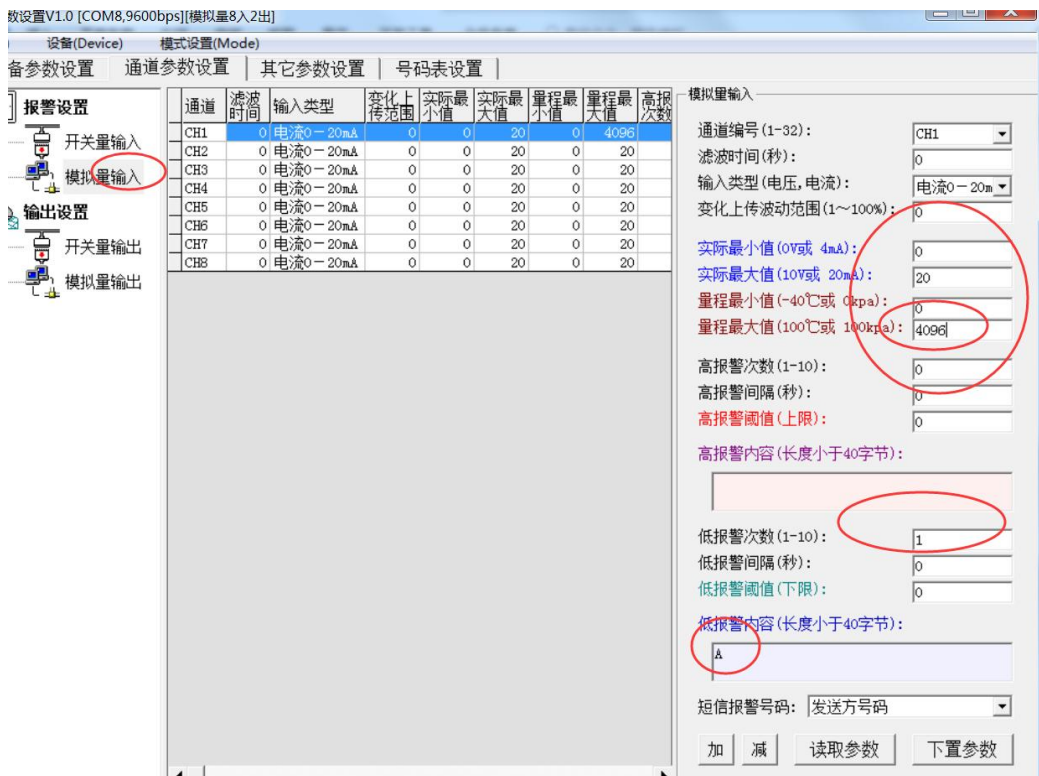 数设置V1.0 [COM8,9600bps][模拟量8入2出]
设备(Device) 模式设置(Mode)
备参数设置 通道参数设置 其它参数设置 号码表设置
报警设置
开关量输入
模拟量输入
输出设置
开关量输出
模拟量输出
通道 滤波时间 输入类型 变化上传范围 实际最小值 实际最大值 量程最小值 量程最大值 高报次数
CH1 0 电流0－20mA 0 0 20 0 4096
CH2 0 电流0－20mA 0 0 20 0 20
CH3 0 电流0－20mA 0 0 20 0 20
CH4 0 电流0－20mA 0 0 20 0 20
CH5 0 电流0－20mA 0 0 20 0 20
CH6 0 电流0－20mA 0 0 20 0 20
CH7 0 电流0－20mA 0 0 20 0 20
CH8 0 电流0－20mA 0 0 20 0 20
模拟量输入
通道编号(1-32): CH1
滤波时间(秒): 0
输入类型(电压,电流): 电流0－20m
变化上传波动范围(1～100%): 0
实际最小值(0V或 4mA): 0
实际最大值(10V或 20mA): 20
量程最小值(-40℃或 0kpa): 0
量程最大值(100℃或 100kpa): 4096
高报警次数(1-10): 0
高报警间隔(秒): 0
高报警阈值(上限): 0
高报警内容(长度小于40字节):
低报警次数(1-10): 1
低报警间隔(秒): 0
低报警阈值(下限): 0
低报警内容(长度小于40字节):
A
短信报警号码: 发送方号码
加 减 读取参数 下置参数